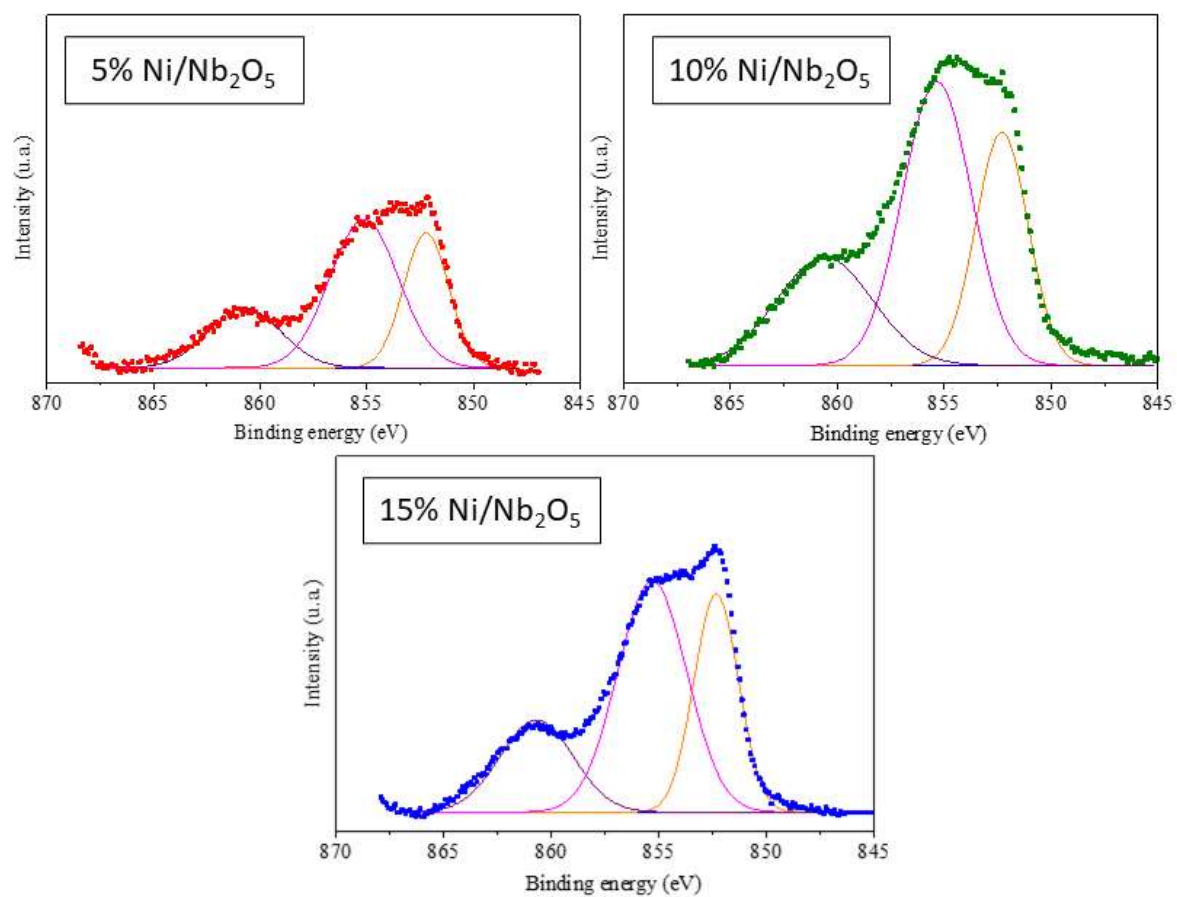 5% Ni/Nb₂O₅
Intensity (u.a.)
870 865 860 855 850 845
Binding energy (eV)
10% Ni/Nb₂O₅
Intensity (u.a.)
870 865 860 855 850 845
Binding energy (eV)
15% Ni/Nb₂O₅
Intensity (u.a.)
870 865 860 855 850 845
Binding energy (eV)